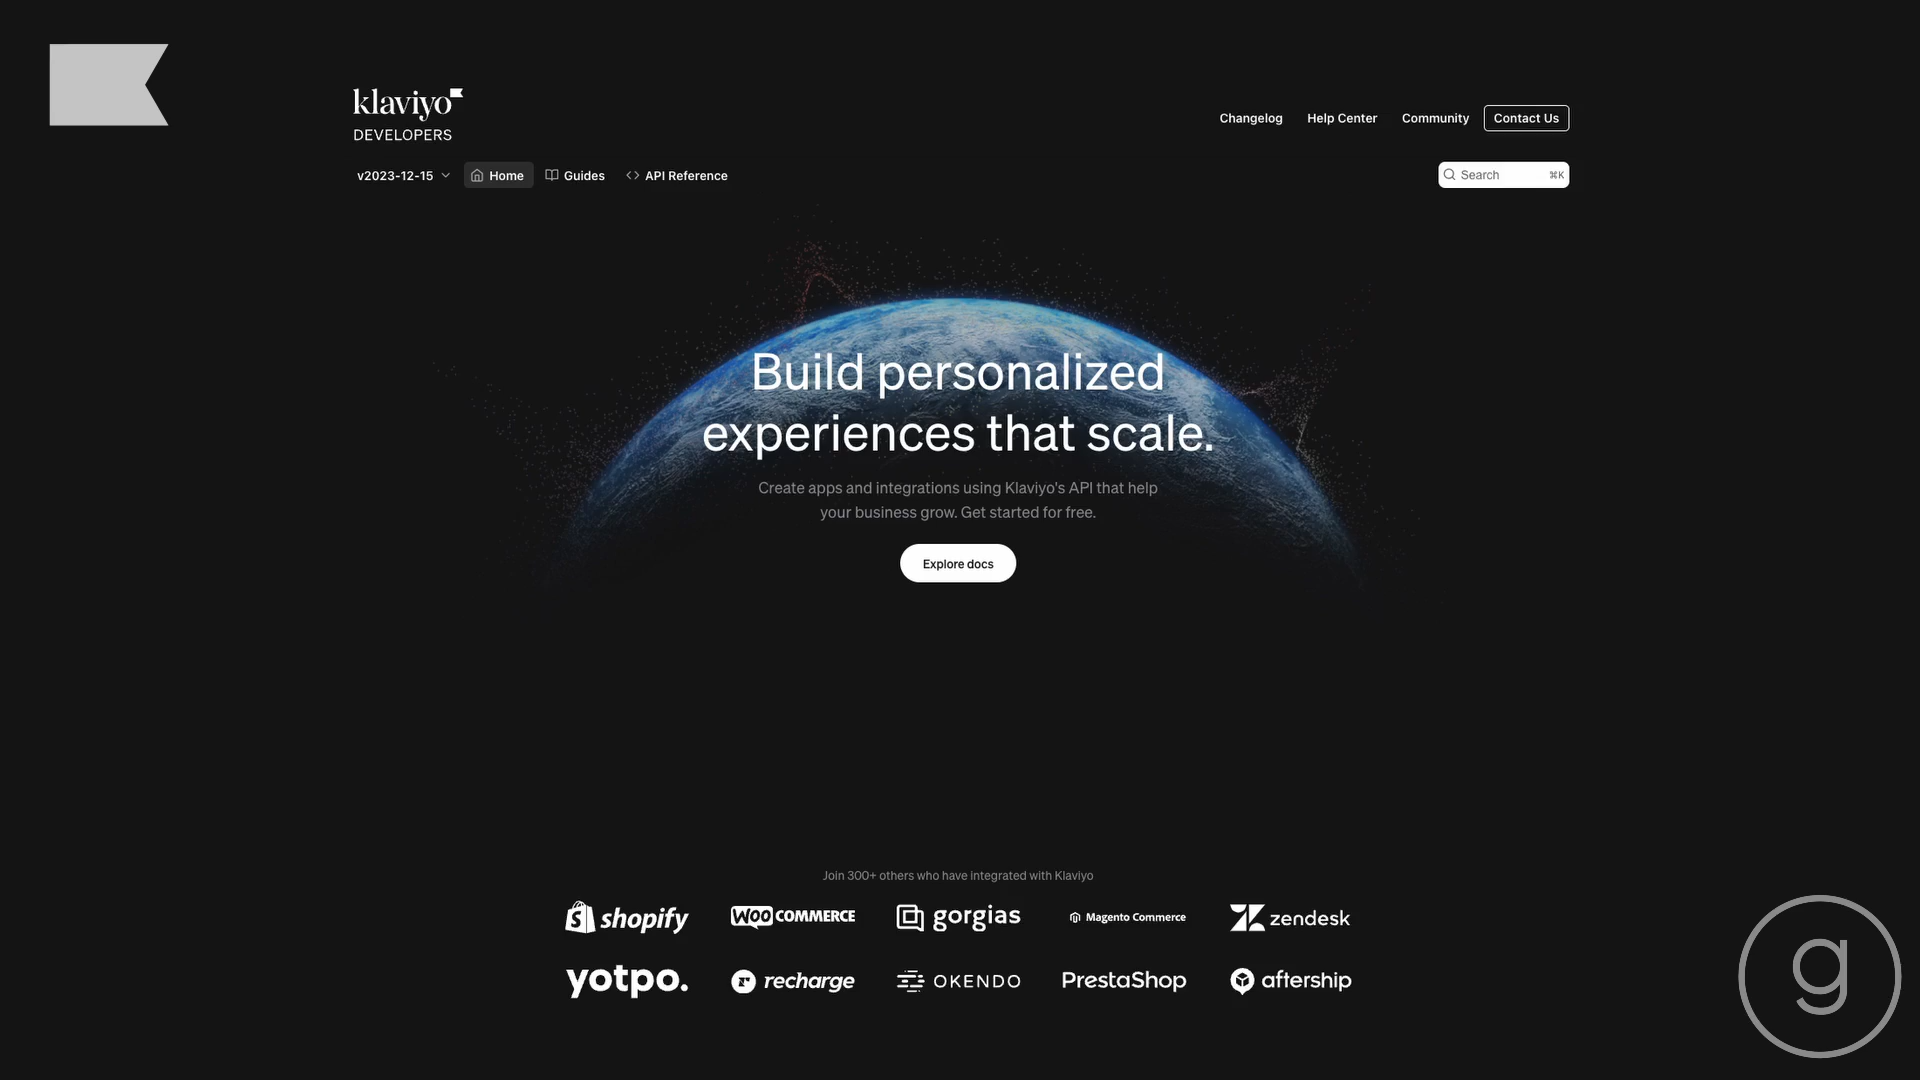 klaviyo
DEVELOPERS
Changelog Help Center Community Contact Us
v2023-12-15 Home Guides API Reference
Search ⌘K
Build personalized
experiences that scale.
Create apps and integrations using Klaviyo's API that help
your business grow. Get started for free.
Explore docs
Join 300+ others who have integrated with Klaviyo
shopify WOO COMMERCE gorgias Magento Commerce zendesk
yotpo. recharge OKENDO PrestaShop aftership
g